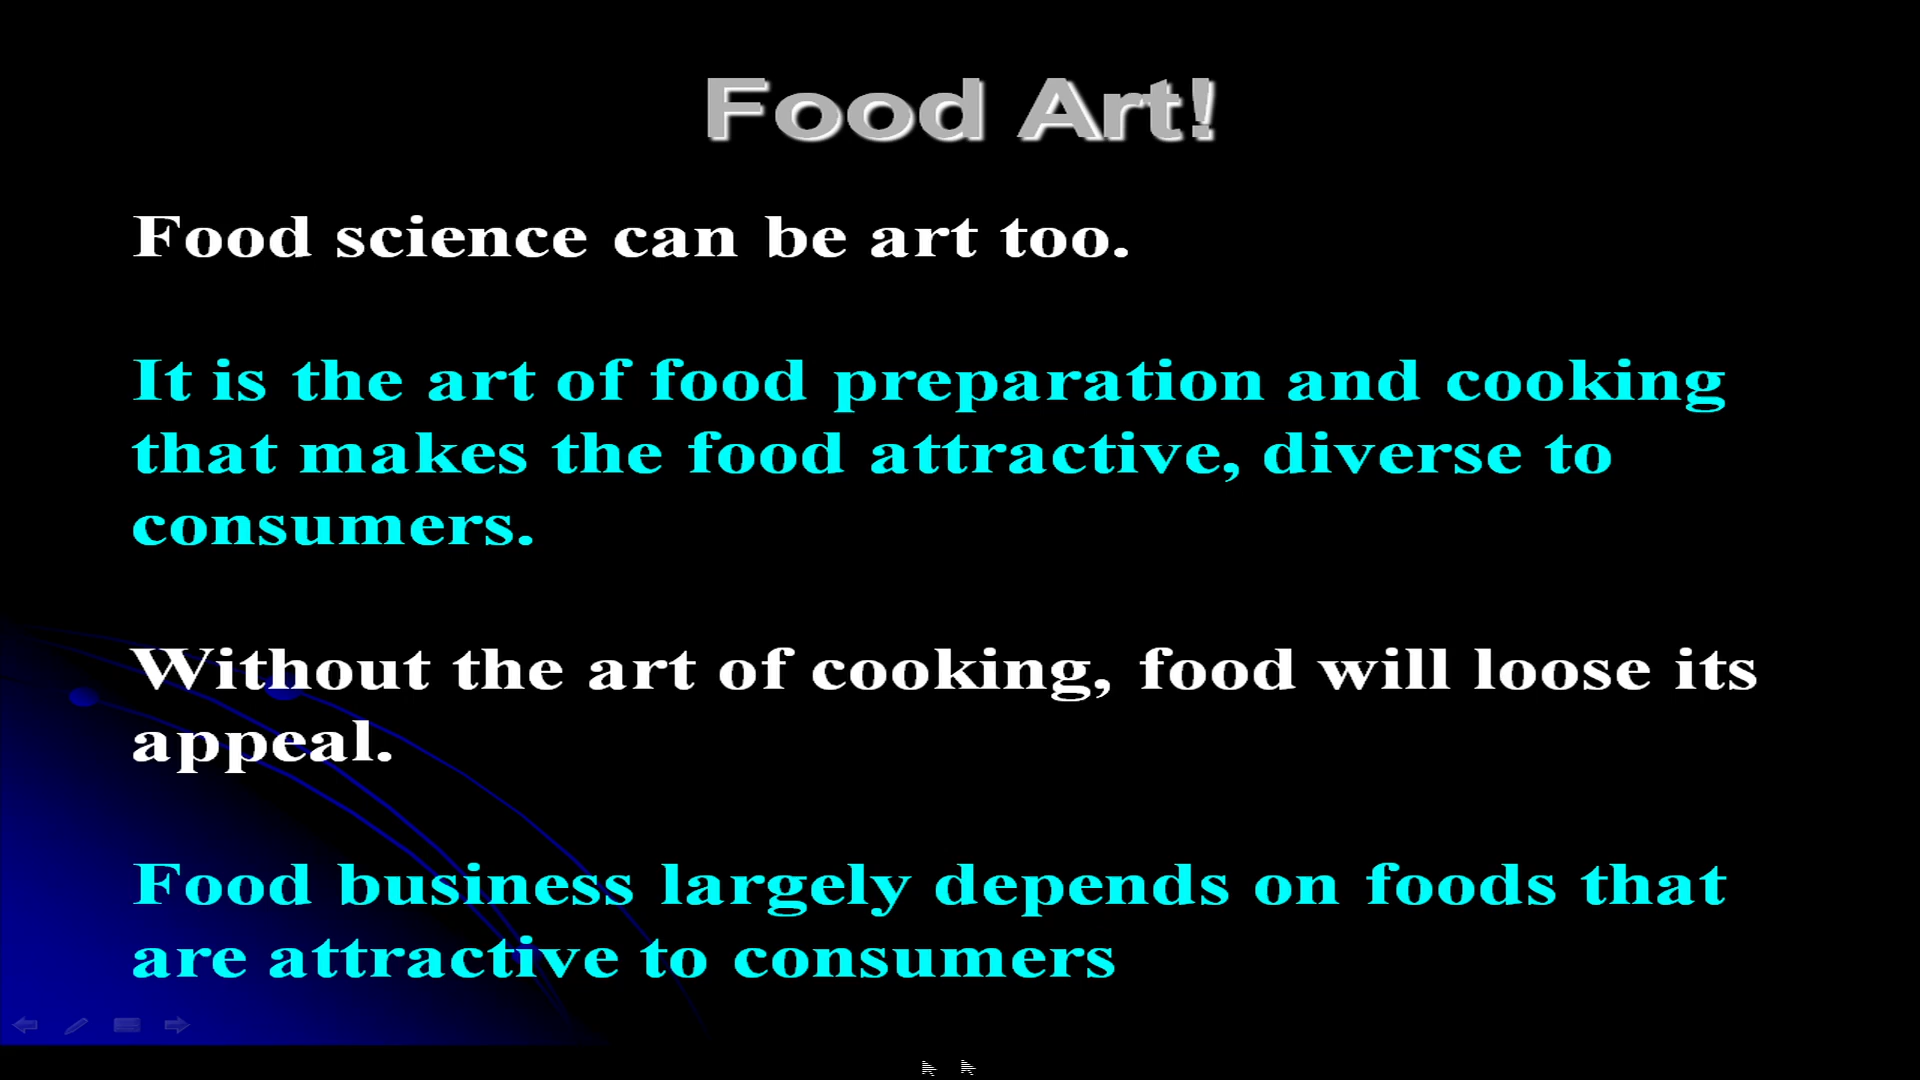 Food Art!
Food science can be art too.
It is the art of food preparation and cooking
that makes the food attractive, diverse to
consumers.
Without the art of cooking, food will loose its
appeal.
Food business largely depends on foods that
are attractive to consumers